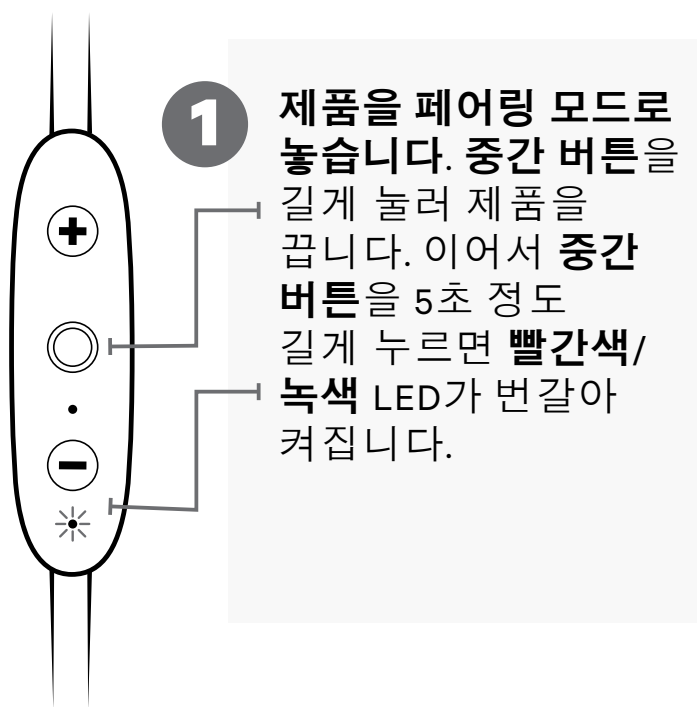 1
제품을 페어링 모드로
놓습니다. 중간 버튼을
길게 눌러 제품을
끕니다. 이어서 중간
버튼을 5초 정도
길게 누르면 빨간색/
녹색 LED가 번갈아
켜집니다.